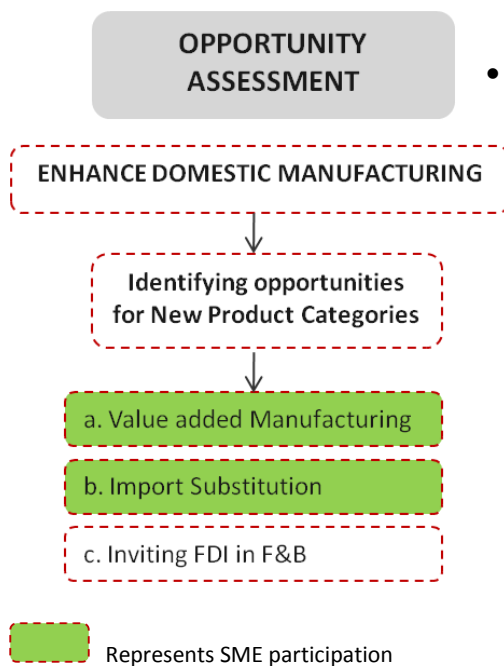 OPPORTUNITY
ASSESSMENT
•
ENHANCE DOMESTIC MANUFACTURING
Identifying opportunities
for New Product Categories
a. Value added Manufacturing
b. Import Substitution
c. Inviting FDI in F&B
Represents SME participation